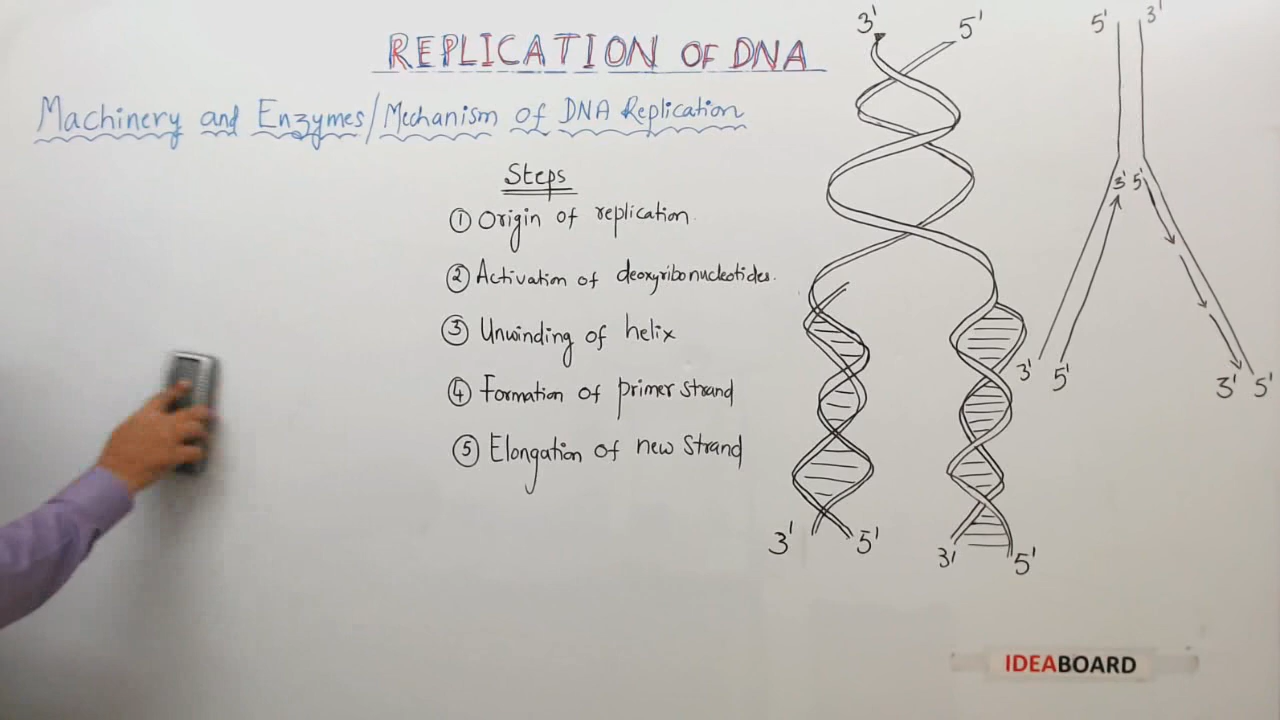 REPLICATION OF DNA
Machinery and Enzymes/Mechanism of DNA Replication
Steps
① Origin of replication.
② Activation of deoxyribonucleotides.
③ Unwinding of helix
④ Formation of primer strand
⑤ Elongation of new strand
3' 5'
5' 3'
3' 5'
3' 5'
3' 5'
3' 5'
3' 5'
IDEABOARD